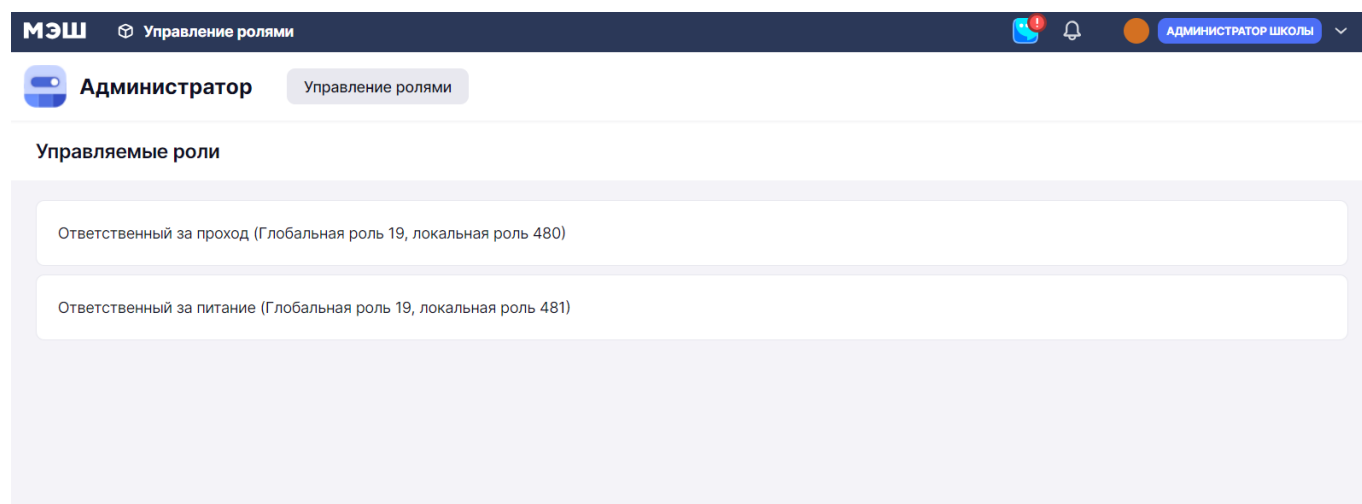 МЭШ Управление ролями АДМИНИСТРАТОР ШКОЛЫ
Администратор Управление ролями
Управляемые роли
Ответственный за проход (Глобальная роль 19, локальная роль 480)
Ответственный за питание (Глобальная роль 19, локальная роль 481)